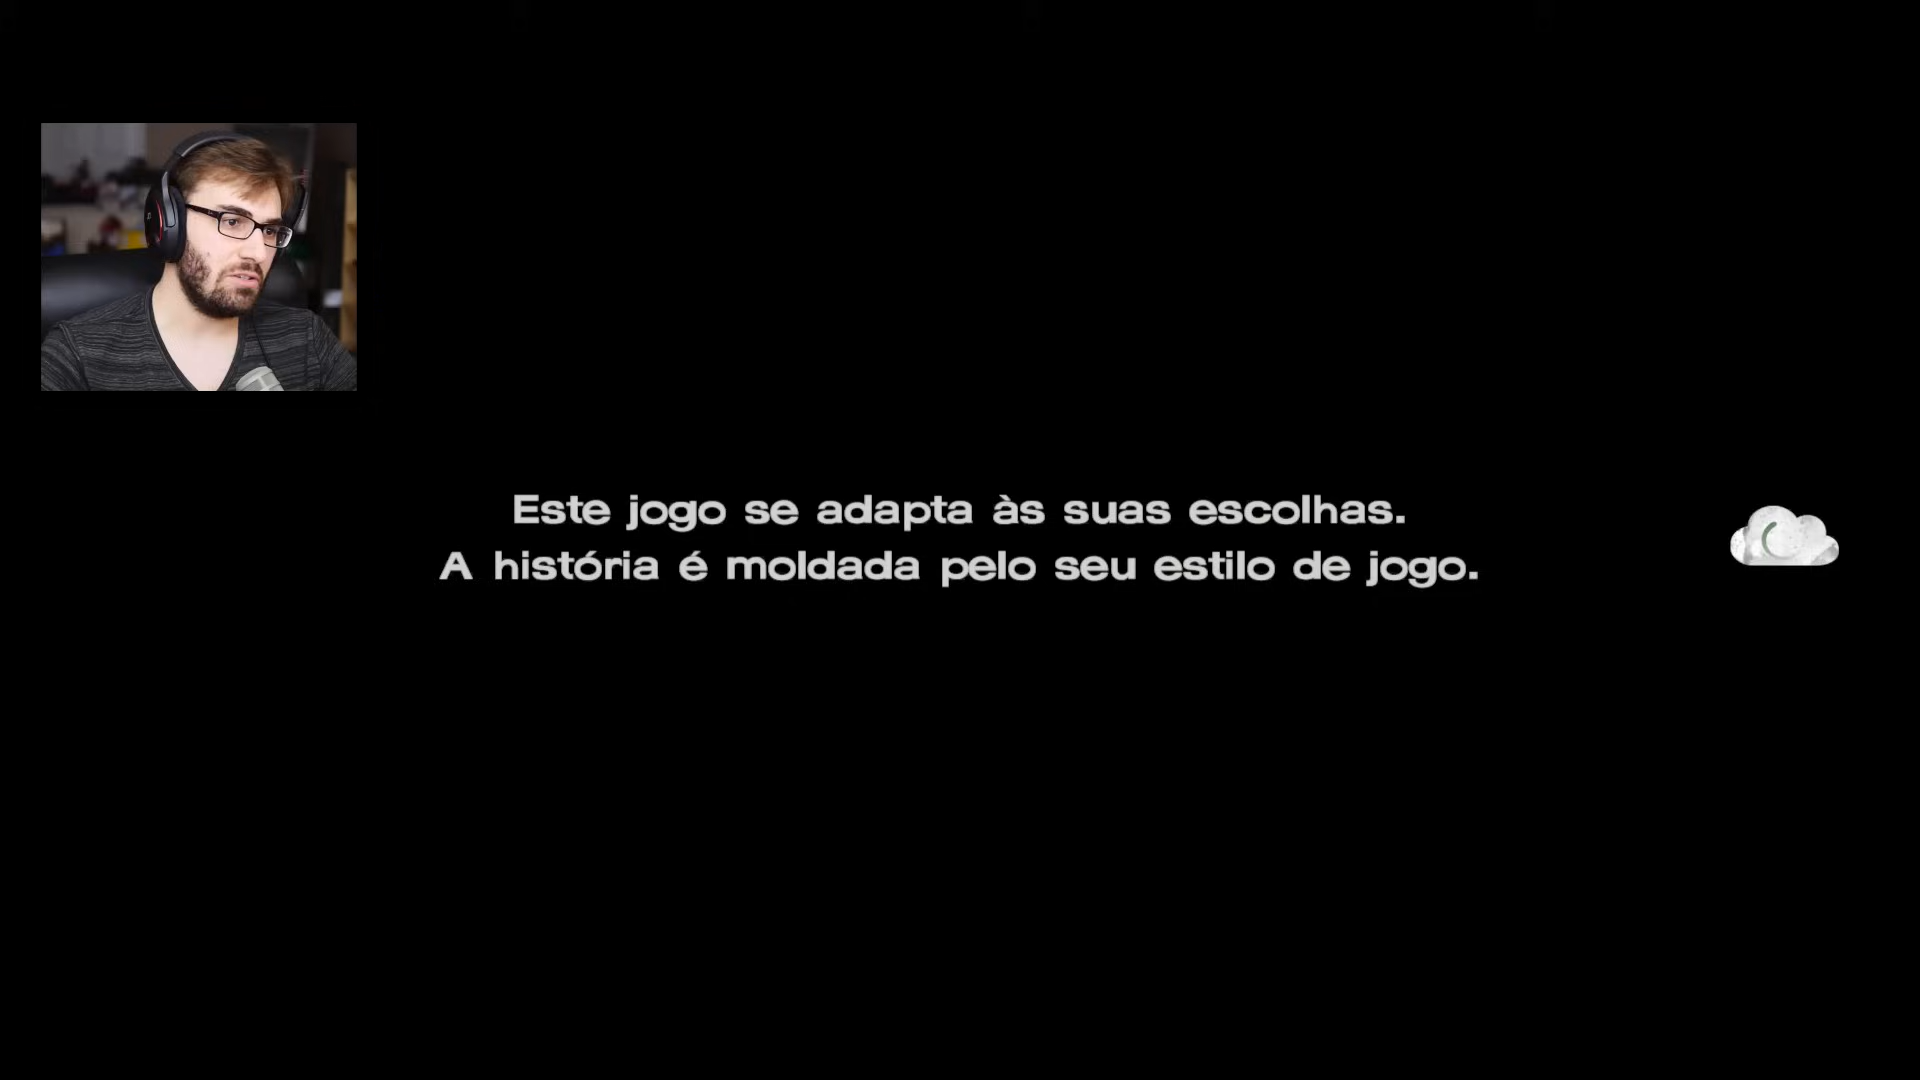 Este jogo se adapta às suas escolhas.
A história é moldada pelo seu estilo de jogo.